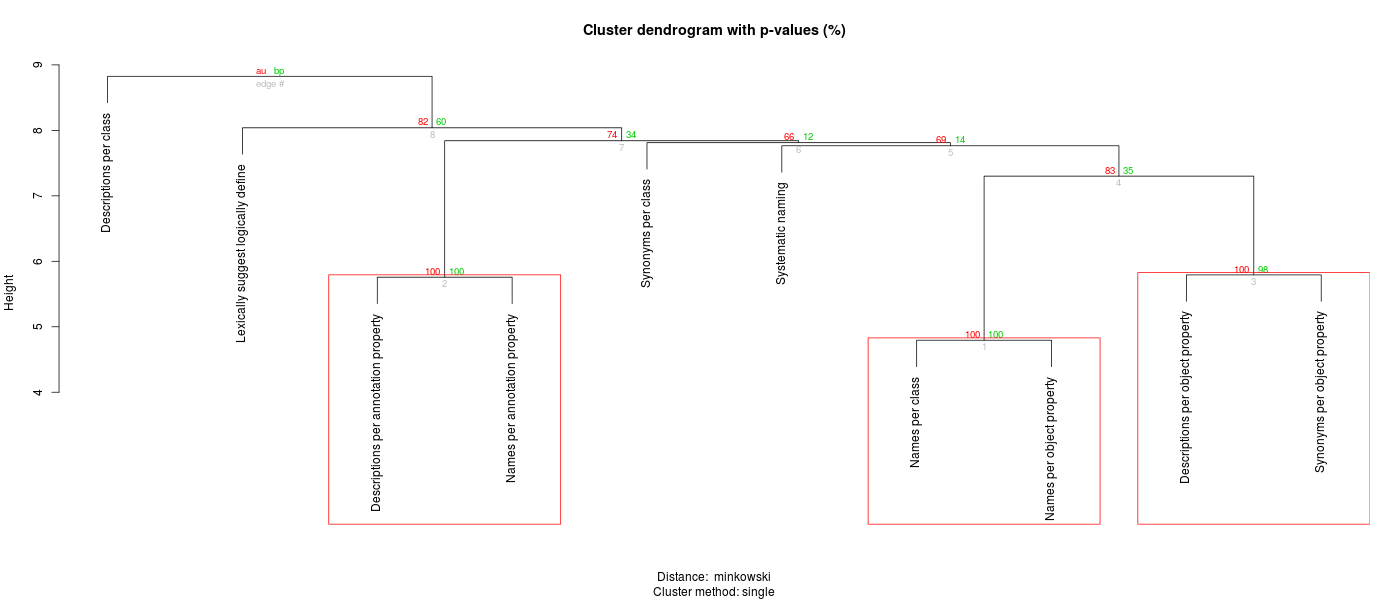 Cluster dendrogram with p-values (%)
9
8
7
6
5
4
Height
au bp
edge #
82 60
8
74 34
7
66 12
6
69 14
5
83 35
4
100 100
2
100 100
1
100 98
3
Descriptions per class
Lexically suggest logically define
Descriptions per annotation property
Names per annotation property
Synonyms per class
Systematic naming
Names per class
Names per object property
Descriptions per object property
Synonyms per object property
Distance: minkowski
Cluster method: single